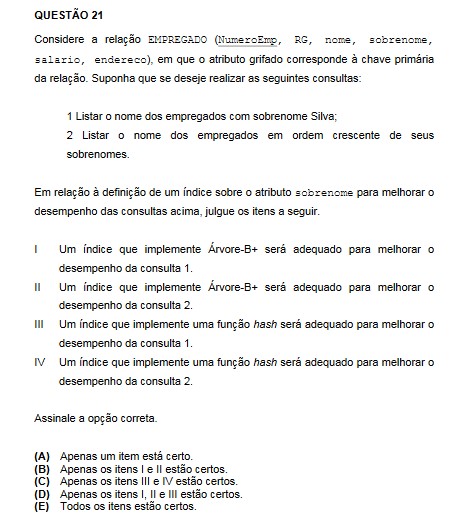 QUESTÃO 21
Considere a relação EMPREGADO (NumeroEmp, RG, nome, sobrenome,
salario, endereco), em que o atributo grifado corresponde à chave primária
da relação. Suponha que se deseje realizar as seguintes consultas:
1 Listar o nome dos empregados com sobrenome Silva;
2 Listar o nome dos empregados em ordem crescente de seus
sobrenomes.
Em relação à definição de um índice sobre o atributo sobrenome para melhorar o
desempenho das consultas acima, julgue os itens a seguir.
I Um índice que implemente Árvore-B+ será adequado para melhorar o
desempenho da consulta 1.
II Um índice que implemente Árvore-B+ será adequado para melhorar o
desempenho da consulta 2.
III Um índice que implemente uma função hash será adequado para melhorar o
desempenho da consulta 1.
IV Um índice que implemente uma função hash será adequado para melhorar o
desempenho da consulta 2.
Assinale a opção correta.
(A) Apenas um item está certo.
(B) Apenas os itens I e II estão certos.
(C) Apenas os itens III e IV estão certos.
(D) Apenas os itens I, II e III estão certos.
(E) Todos os itens estão certos.